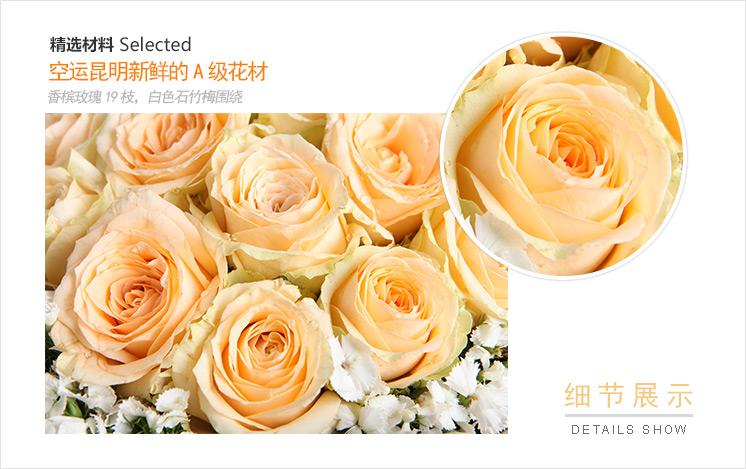 精选材料 Selected
空运昆明新鲜的 A 级花材
香槟玫瑰 19 枝，白色石竹梅围绕
细节展示
DETAILS SHOW